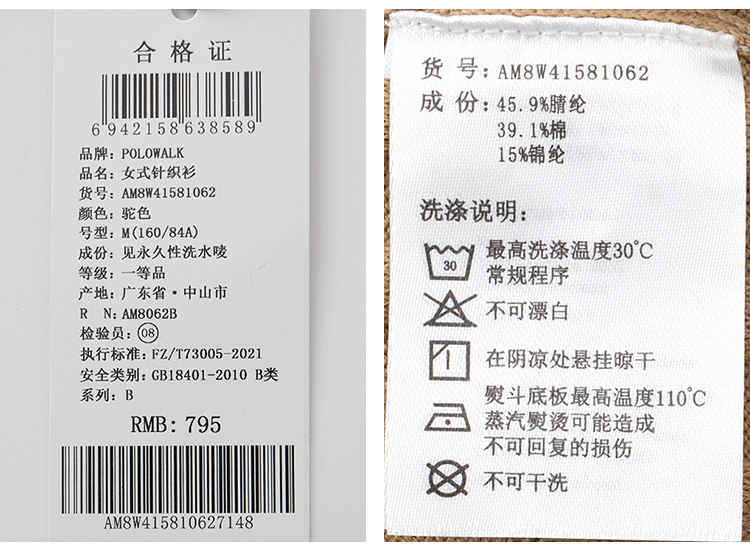 合格证
6 942158 638589
品牌: POLOWALK
品名: 女式针织衫
货号: AM8W41581062
颜色: 驼色
号型: M(160/84A)
成份: 见永久性洗水唛
等级: 一等品
产地: 广东省·中山市
R N: AM8062B
检验员: 08
执行标准: FZ/T73005-2021
安全类别: GB18401-2010 B类
系列: B
RMB: 795
AM8W415810627148
货号: AM8W41581062
成份: 45.9%腈纶
39.1%棉
15%锦纶
洗涤说明:
30
最高洗涤温度30℃
常规程序
不可漂白
在阴凉处悬挂晾干
熨斗底板最高温度110℃
蒸汽熨烫可能造成
不可回复的损伤
不可干洗